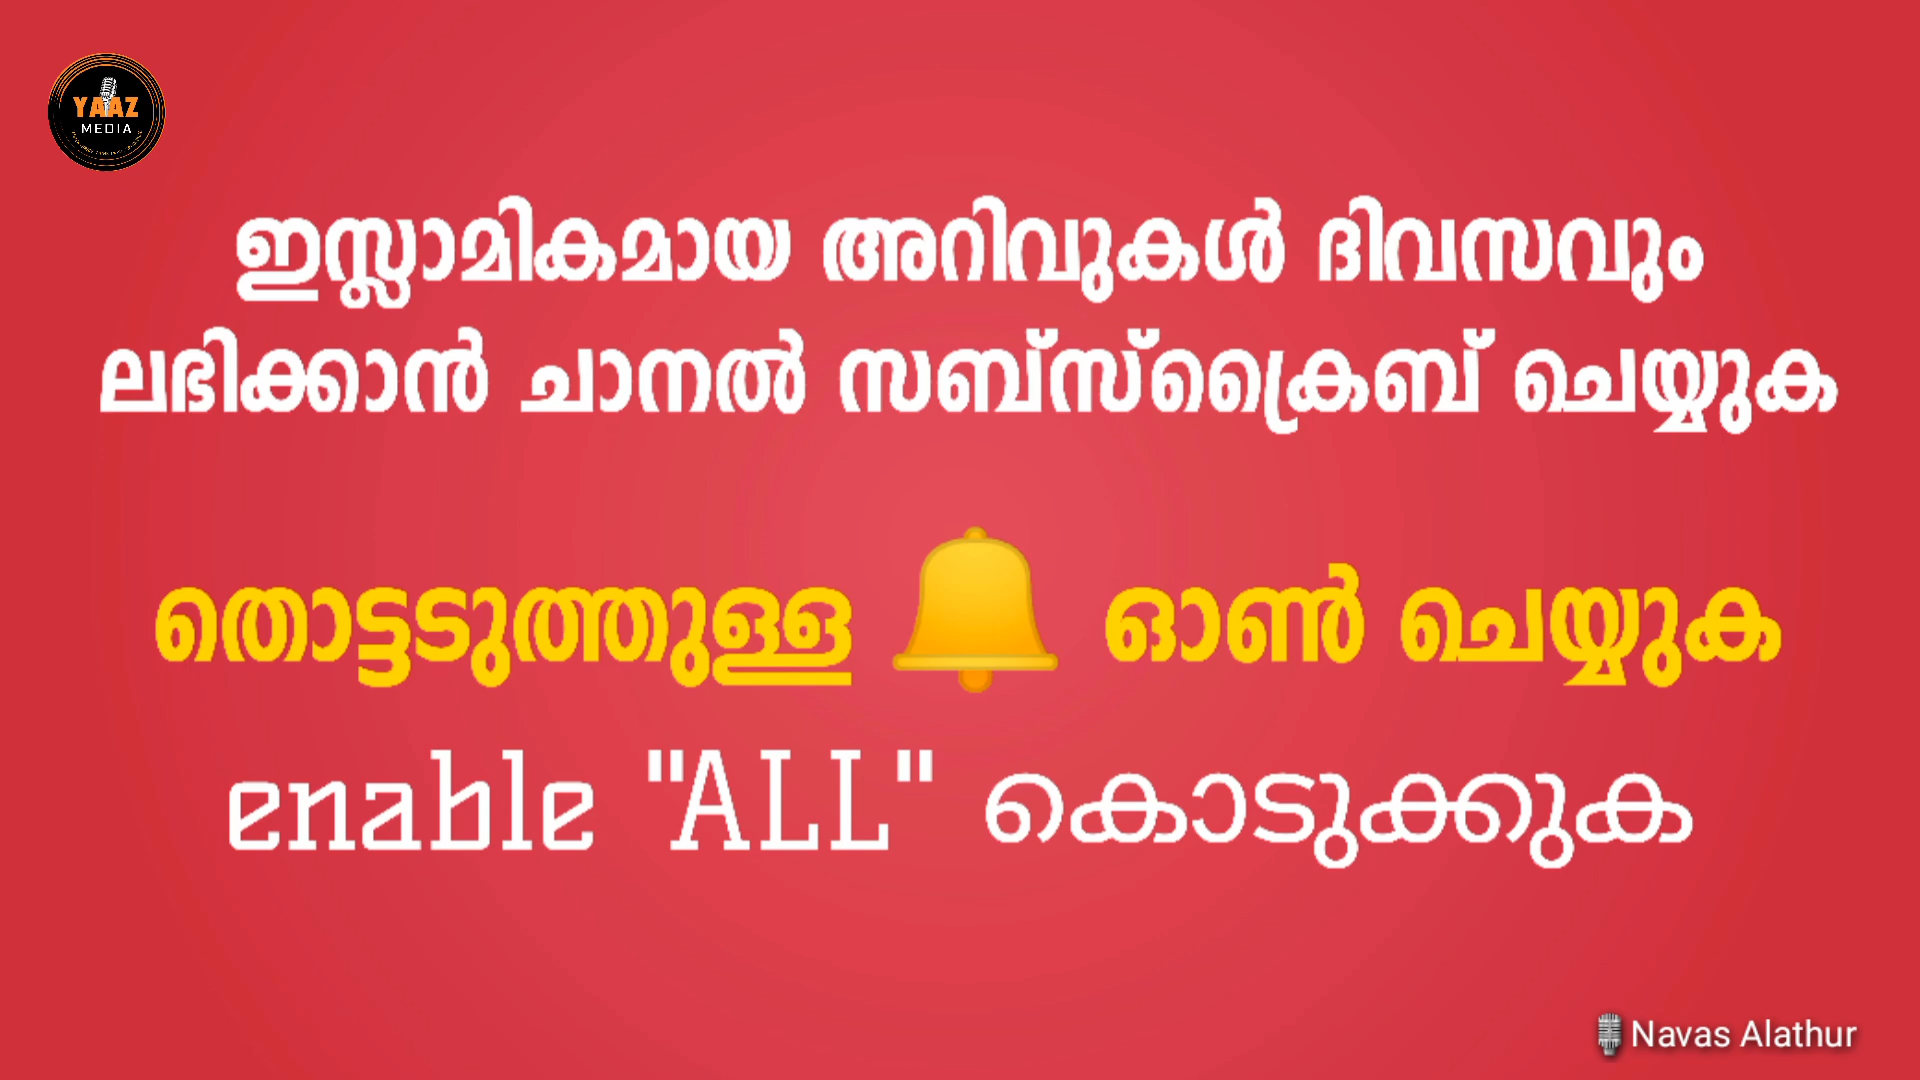 YAAZ
MEDIA
ഇസ്ലാമികമായ അറിവുകൾ ദിവസവും
ലഭിക്കാൻ ചാനൽ സബ്സ്ക്രൈബ് ചെയ്യുക
തൊട്ടടുത്തുള്ള 🔔 ഓൺ ചെയ്യുക
enable "ALL" കൊടുക്കുക
Navas Alathur